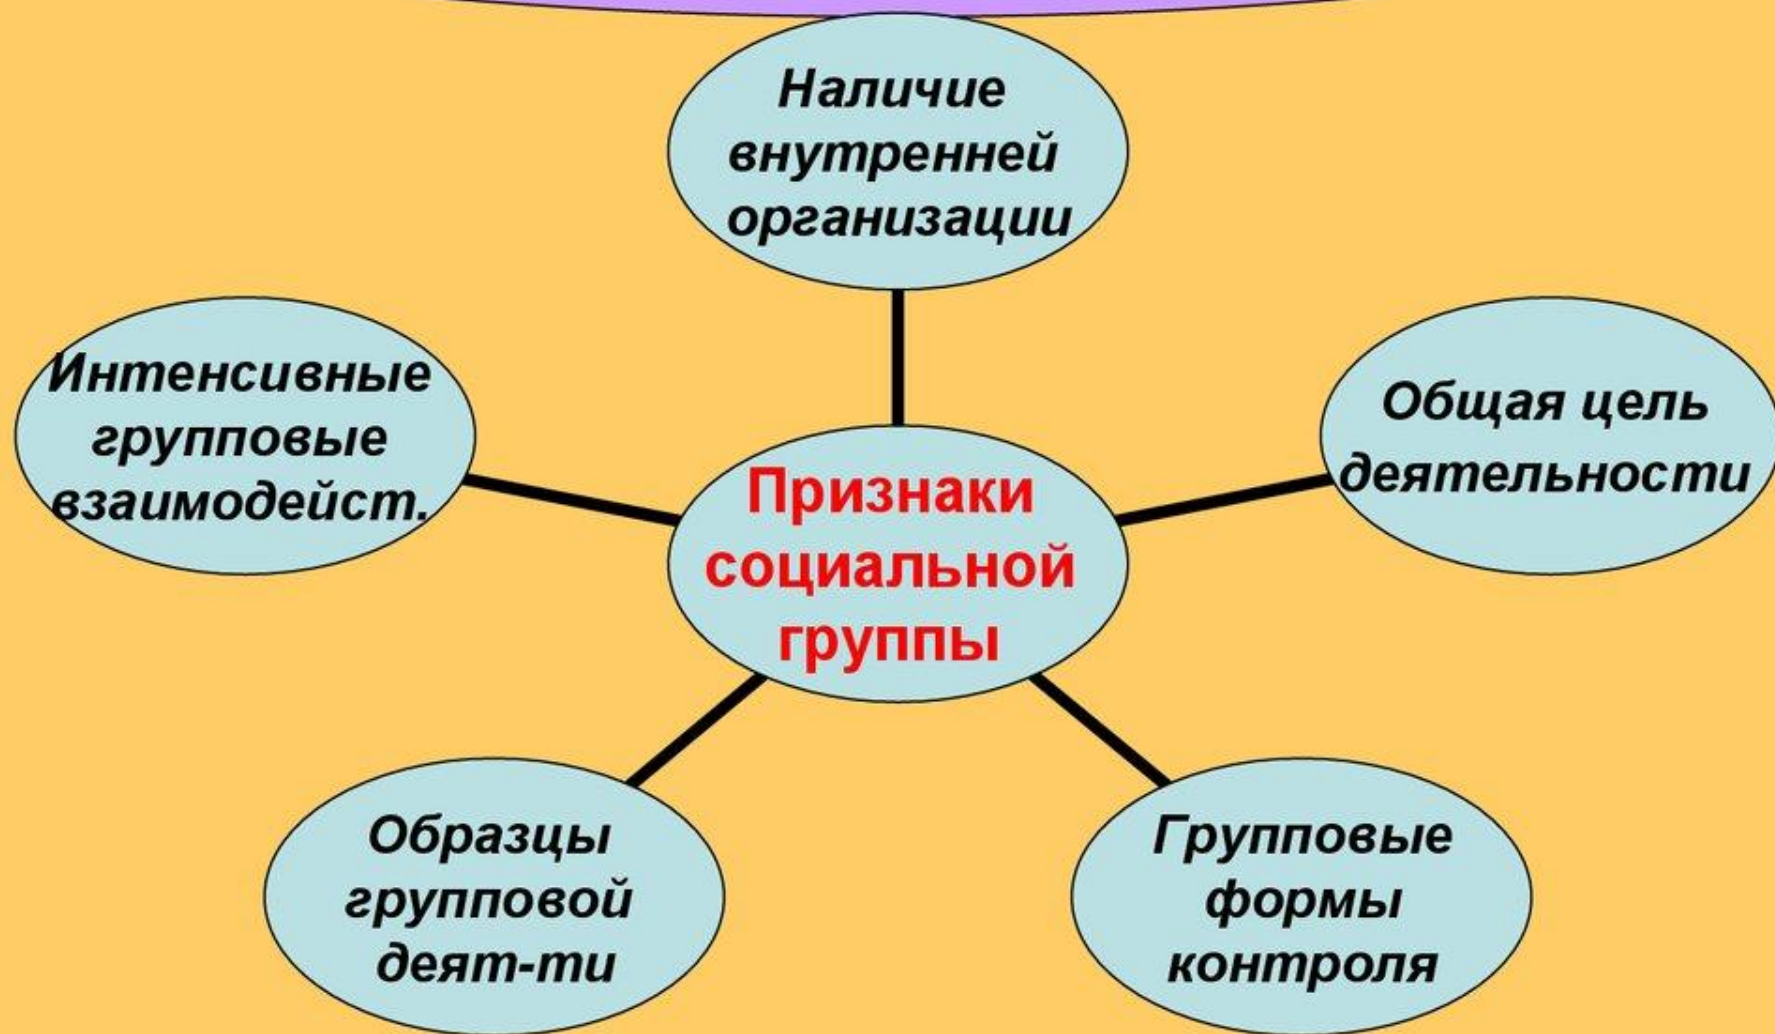 Наличие
внутренней
организации
Интенсивные
групповые
взаимодейст.
Общая цель
деятельности
Признаки
социальной
группы
Образцы
групповой
деят-ти
Групповые
формы
контроля